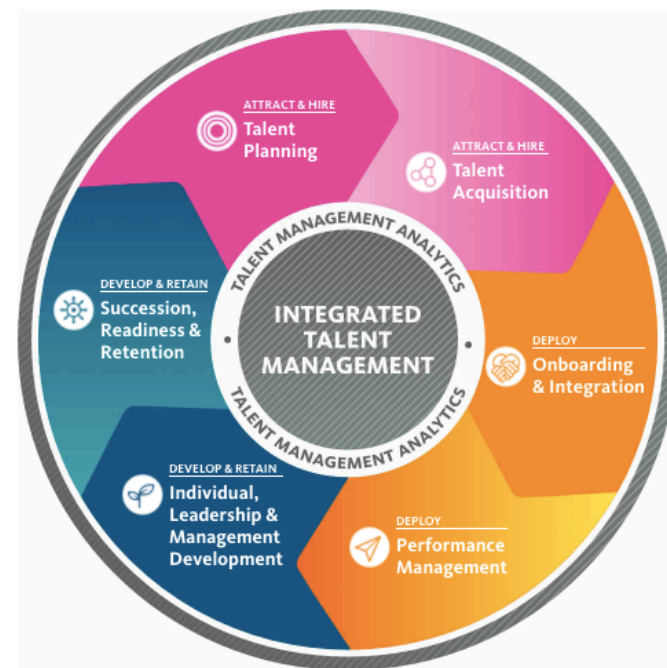 ATTRACT & HIRE
Talent
Planning
ATTRACT & HIRE
Talent
Acquisition
DEPLOY
Onboarding
& Integration
DEPLOY
Performance
Management
DEVELOP & RETAIN
Individual,
Leadership &
Management
Development
DEVELOP & RETAIN
Succession,
Readiness &
Retention
TALENT MANAGEMENT ANALYTICS
INTEGRATED
TALENT
MANAGEMENT
TALENT MANAGEMENT ANALYTICS